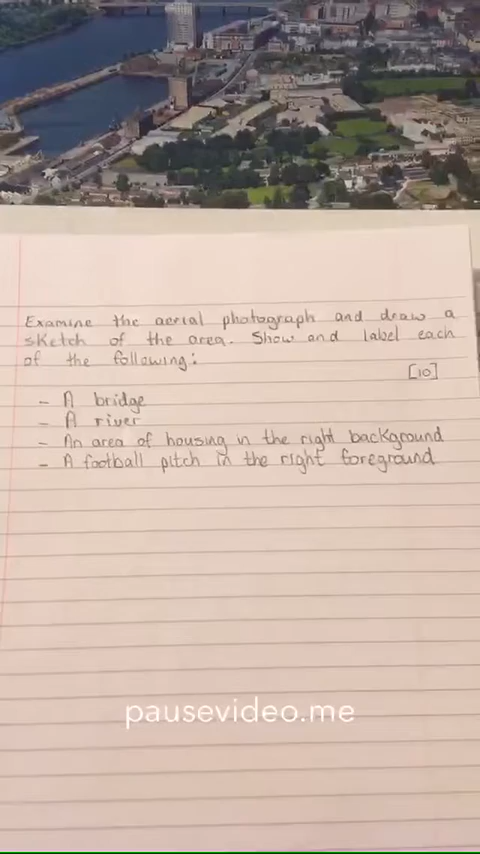 Examine the aerial photograph and draw a
sketch of the area. Show and label each
of the following:
[10]
- A bridge
- A river
- An area of housing in the right background
- A football pitch in the right foreground
pausevideo.me